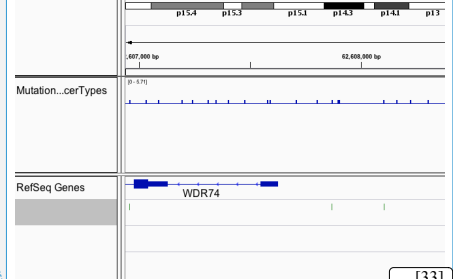 p15.4 p15.3 p15.1 p14.3 p14.1 p13
,607,000 bp 62,608,000 bp
[0 - 5.71]
Mutation...cerTypes
RefSeq Genes
WDR74
[33]